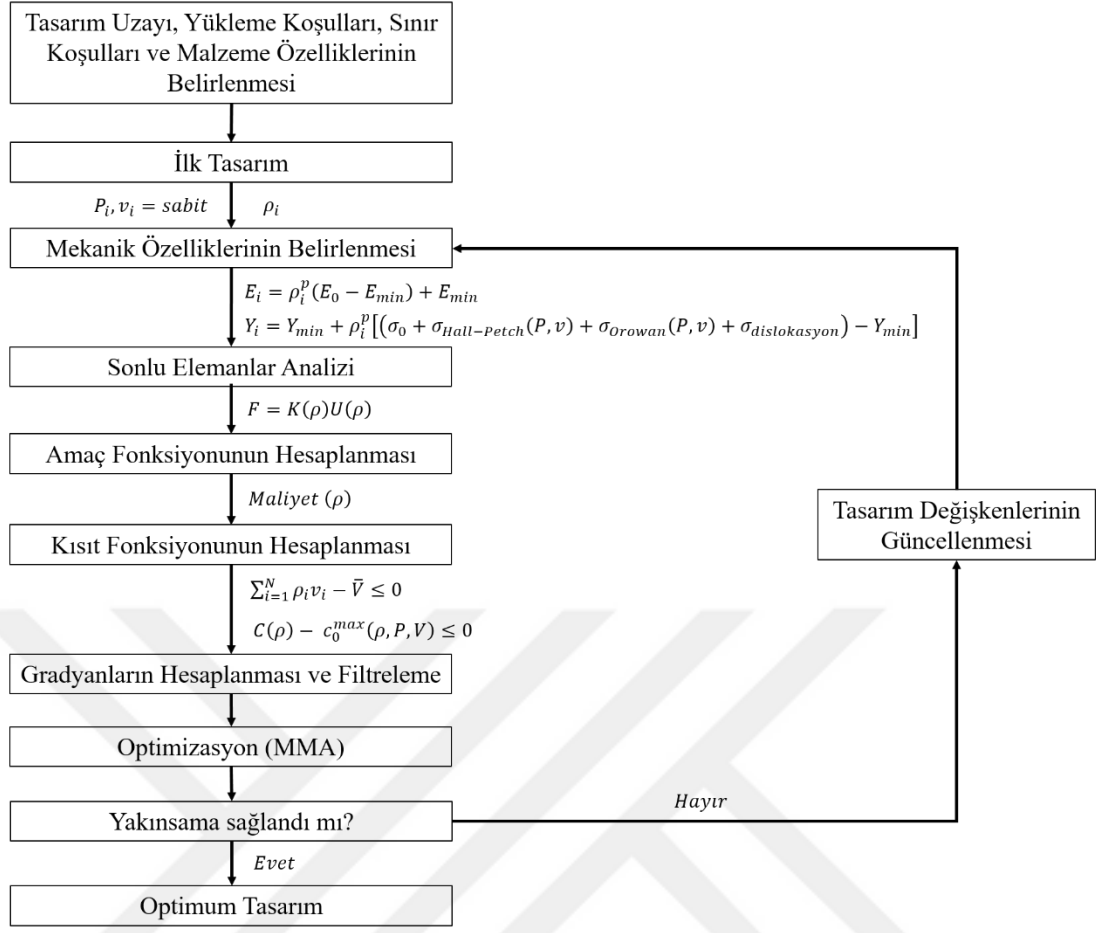 Tasarım Uzayı, Yükleme Koşulları, Sınır
Koşulları ve Malzeme Özelliklerinin
Belirlenmesi
İlk Tasarım
P_i, v_i = sabit    ρ_i
Mekanik Özelliklerinin Belirlenmesi
E_i = ρ_i^p(E_0 − E_min) + E_min
Y_i = Y_min + ρ_i^p[(σ_0 + σ_Hall−Petch(P, v) + σ_Orowan(P, v) + σ_dislokasyon) − Y_min]
Sonlu Elemanlar Analizi
F = K(ρ)U(ρ)
Amaç Fonksiyonunun Hesaplanması
Maliyet (ρ)
Kısıt Fonksiyonunun Hesaplanması
∑_{i=1}^{N} ρ_i v_i − V̄ ≤ 0
C(ρ) − c_0^max(ρ, P, V) ≤ 0
Gradyanların Hesaplanması ve Filtreleme
Optimizasyon (MMA)
Yakınsama sağlandı mı?
Evet
Optimum Tasarım
Hayır
Tasarım Değişkenlerinin
Güncellenmesi